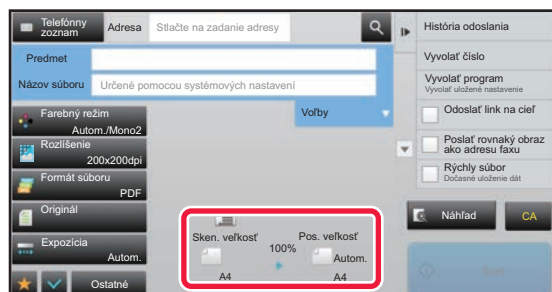 Telefónny
zoznam
Adresa
Stlačte na zadanie adresy
Predmet
Názov súboru
Určené pomocou systémových nastavení
Voľby
Farebný režim
Autom./Mono2
Rozlíšenie
200x200dpi
Formát súboru
PDF
Originál
Expozícia
Autom.
Ostatné
Sken. veľkosť
A4
100%
Pos. veľkosť
Autom.
A4
História odoslania
Vyvolať číslo
Vyvolať program
Vyvolať uložené nastavenie
Odoslať link na cieľ
Poslať rovnaký obraz
ako adresu faxu
Rýchly súbor
Dočasné uloženie dát
Náhľad
CA
Štart